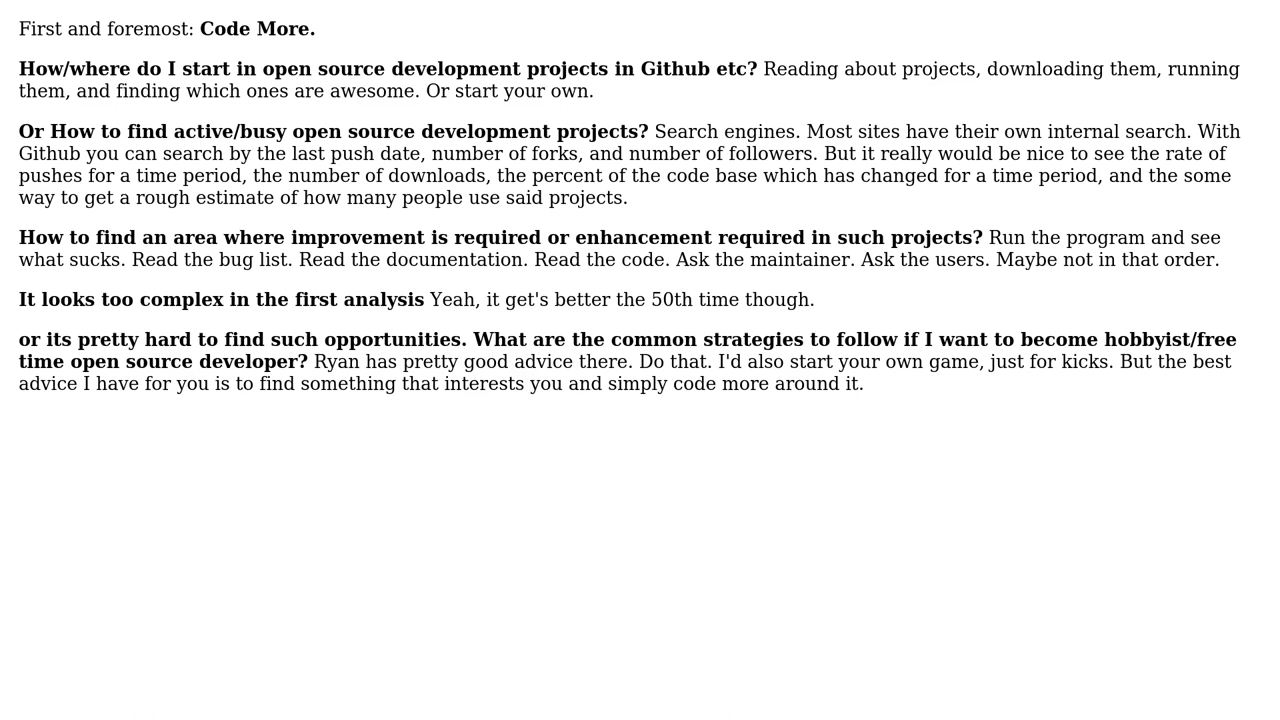 First and foremost: Code More.
How/where do I start in open source development projects in Github etc? Reading about projects, downloading them, running
them, and finding which ones are awesome. Or start your own.
Or How to find active/busy open source development projects? Search engines. Most sites have their own internal search. With
Github you can search by the last push date, number of forks, and number of followers. But it really would be nice to see the rate of
pushes for a time period, the number of downloads, the percent of the code base which has changed for a time period, and the some
way to get a rough estimate of how many people use said projects.
How to find an area where improvement is required or enhancement required in such projects? Run the program and see
what sucks. Read the bug list. Read the documentation. Read the code. Ask the maintainer. Ask the users. Maybe not in that order.
It looks too complex in the first analysis Yeah, it get's better the 50th time though.
or its pretty hard to find such opportunities. What are the common strategies to follow if I want to become hobbyist/free
time open source developer? Ryan has pretty good advice there. Do that. I'd also start your own game, just for kicks. But the best
advice I have for you is to find something that interests you and simply code more around it.